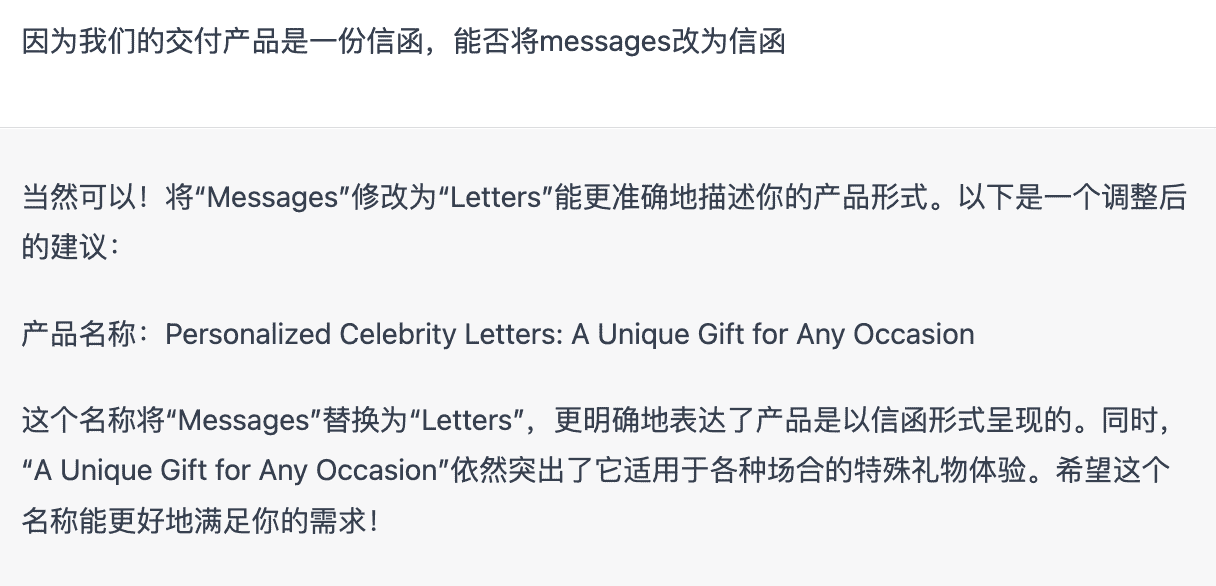 因为我们的交付产品是一份信函，能否将messages改为信函
当然可以！将“Messages”修改为“Letters”能更准确地描述你的产品形式。以下是一个调整后
的建议：
产品名称：Personalized Celebrity Letters: A Unique Gift for Any Occasion
这个名称将“Messages”替换为“Letters”，更明确地表达了产品是以信函形式呈现的。同时，
“A Unique Gift for Any Occasion”依然突出了它适用于各种场合的特殊礼物体验。希望这个
名称能更好地满足你的需求！